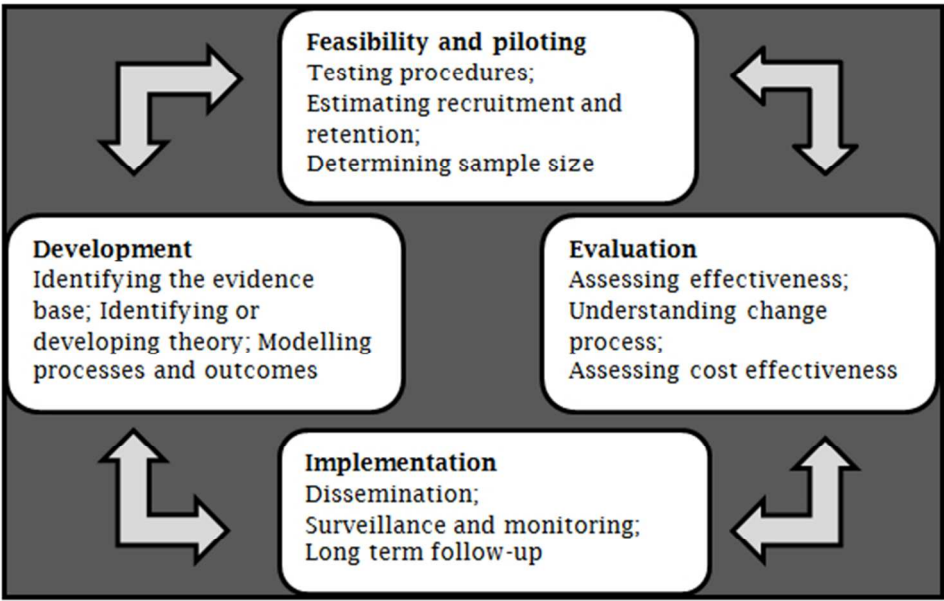 Feasibility and piloting
Testing procedures;
Estimating recruitment and
retention;
Determining sample size
Development
Identifying the evidence
base; Identifying or
developing theory; Modelling
processes and outcomes
Evaluation
Assessing effectiveness;
Understanding change
process;
Assessing cost effectiveness
Implementation
Dissemination;
Surveillance and monitoring;
Long term follow-up